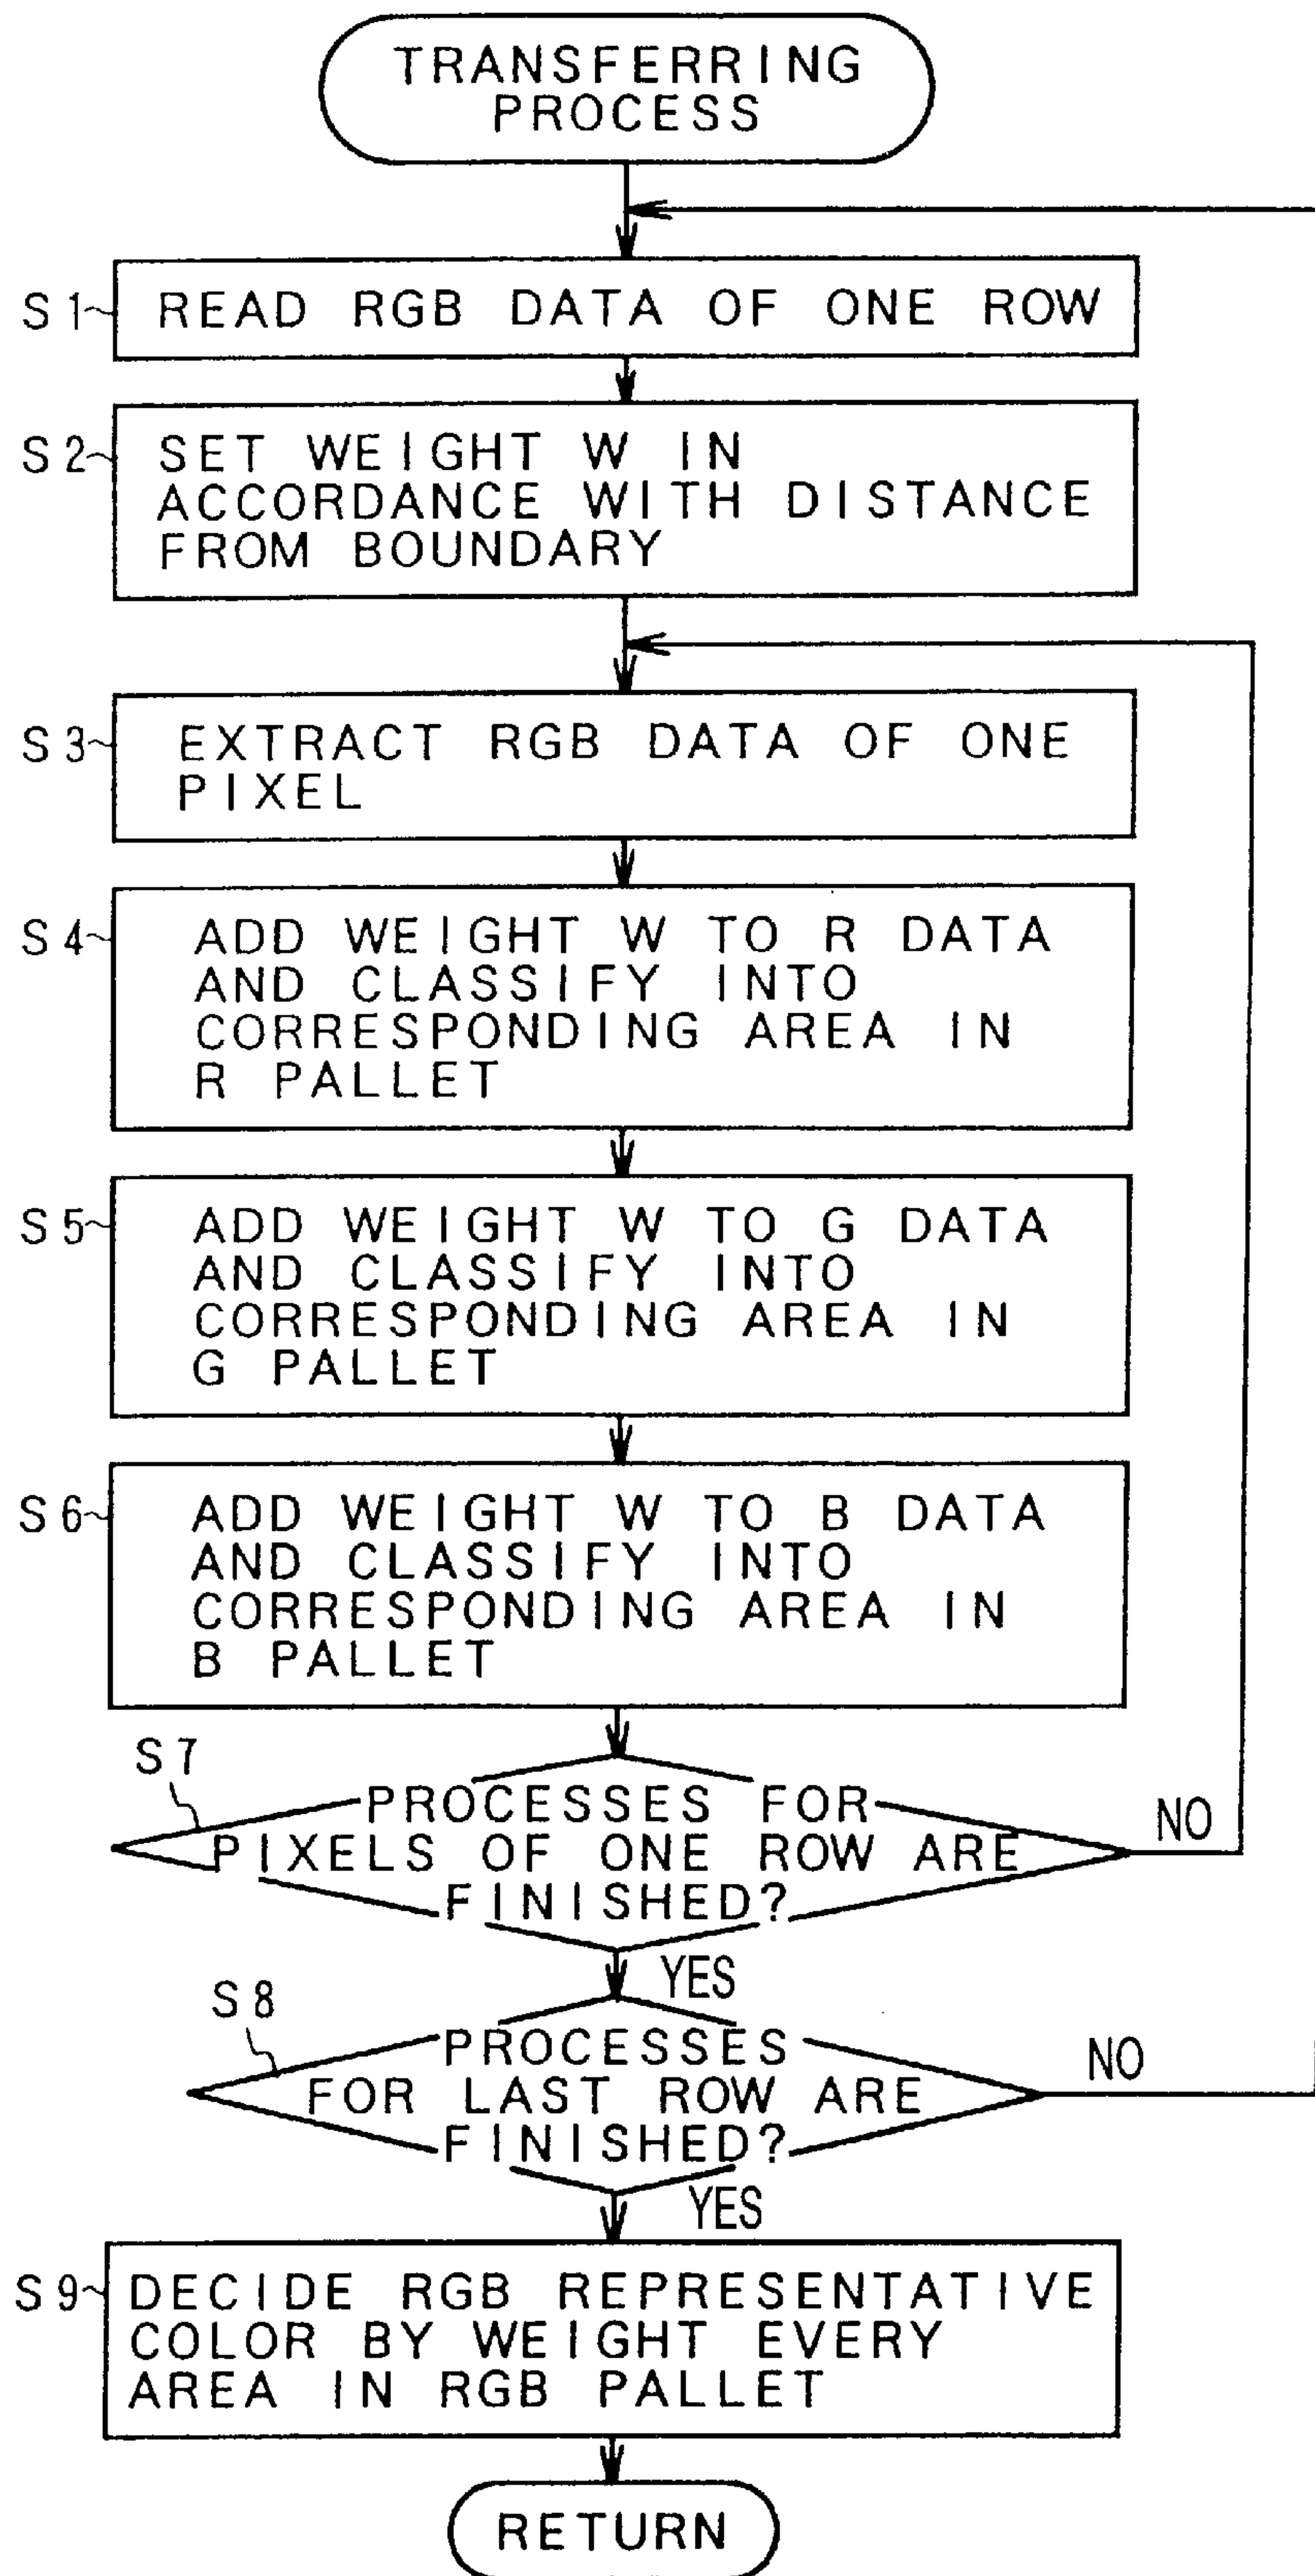 TRANSFERRING
PROCESS
S1
READ RGB DATA OF ONE ROW
S2
SET WEIGHT W IN
ACCORDANCE WITH DISTANCE
FROM BOUNDARY
S3
EXTRACT RGB DATA OF ONE
PIXEL
S4
ADD WEIGHT W TO R DATA
AND CLASSIFY INTO
CORRESPONDING AREA IN
R PALLET
S5
ADD WEIGHT W TO G DATA
AND CLASSIFY INTO
CORRESPONDING AREA IN
G PALLET
S6
ADD WEIGHT W TO B DATA
AND CLASSIFY INTO
CORRESPONDING AREA IN
B PALLET
S7
PROCESSES FOR
PIXELS OF ONE ROW ARE
FINISHED?
NO
YES
S8
PROCESSES
FOR LAST ROW ARE
FINISHED?
NO
YES
S9
DECIDE RGB REPRESENTATIVE
COLOR BY WEIGHT EVERY
AREA IN RGB PALLET
RETURN